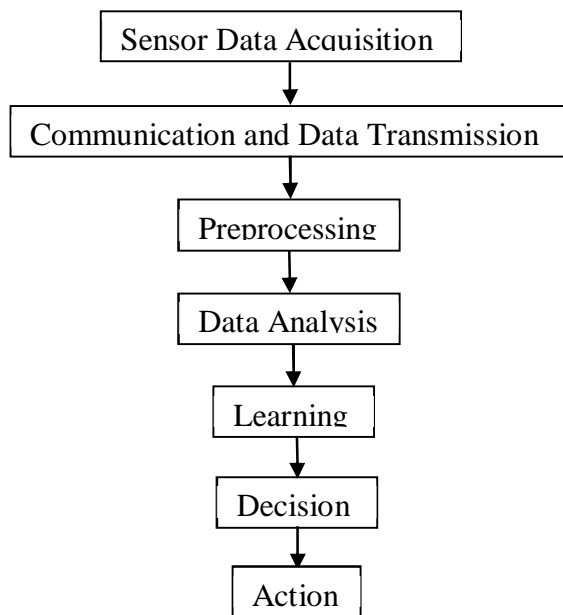 Sensor Data Acquisition
Communication and Data Transmission
Preprocessing
Data Analysis
Learning
Decision
Action